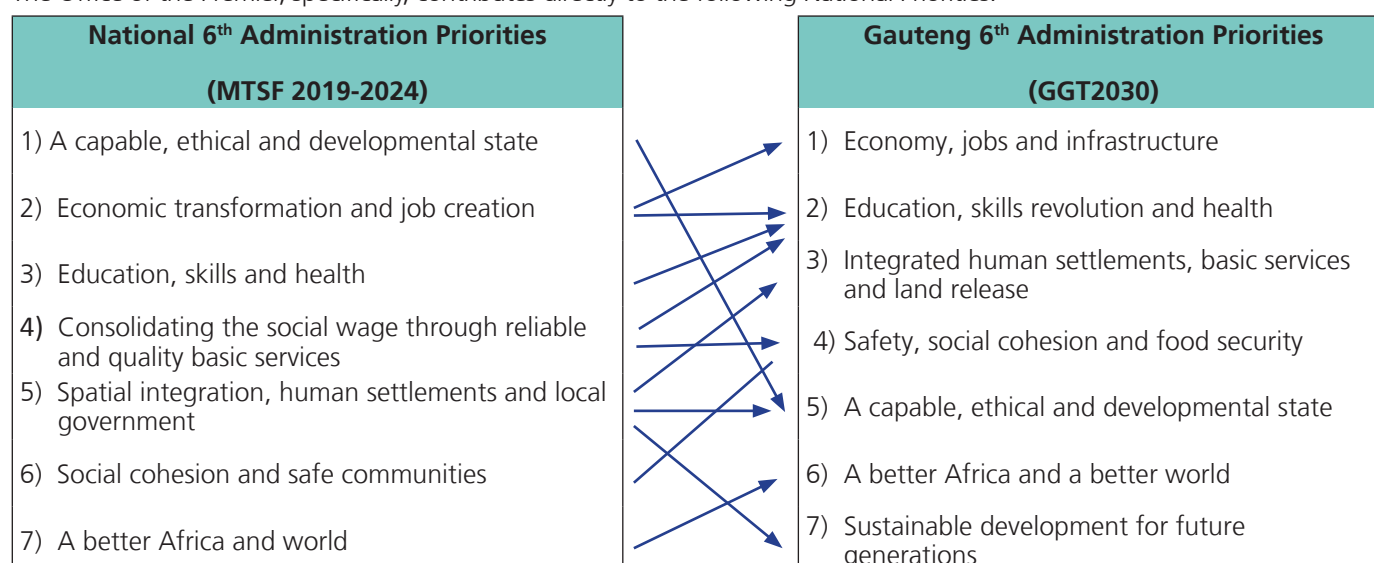 National 6th Administration Priorities
(MTSF 2019-2024)
1) A capable, ethical and developmental state
2) Economic transformation and job creation
3) Education, skills and health
4) Consolidating the social wage through reliable
and quality basic services
5) Spatial integration, human settlements and local
government
6) Social cohesion and safe communities
7) A better Africa and world
Gauteng 6th Administration Priorities
(GGT2030)
1) Economy, jobs and infrastructure
2) Education, skills revolution and health
3) Integrated human settlements, basic services
and land release
4) Safety, social cohesion and food security
5) A capable, ethical and developmental state
6) A better Africa and a better world
7) Sustainable development for future
generations